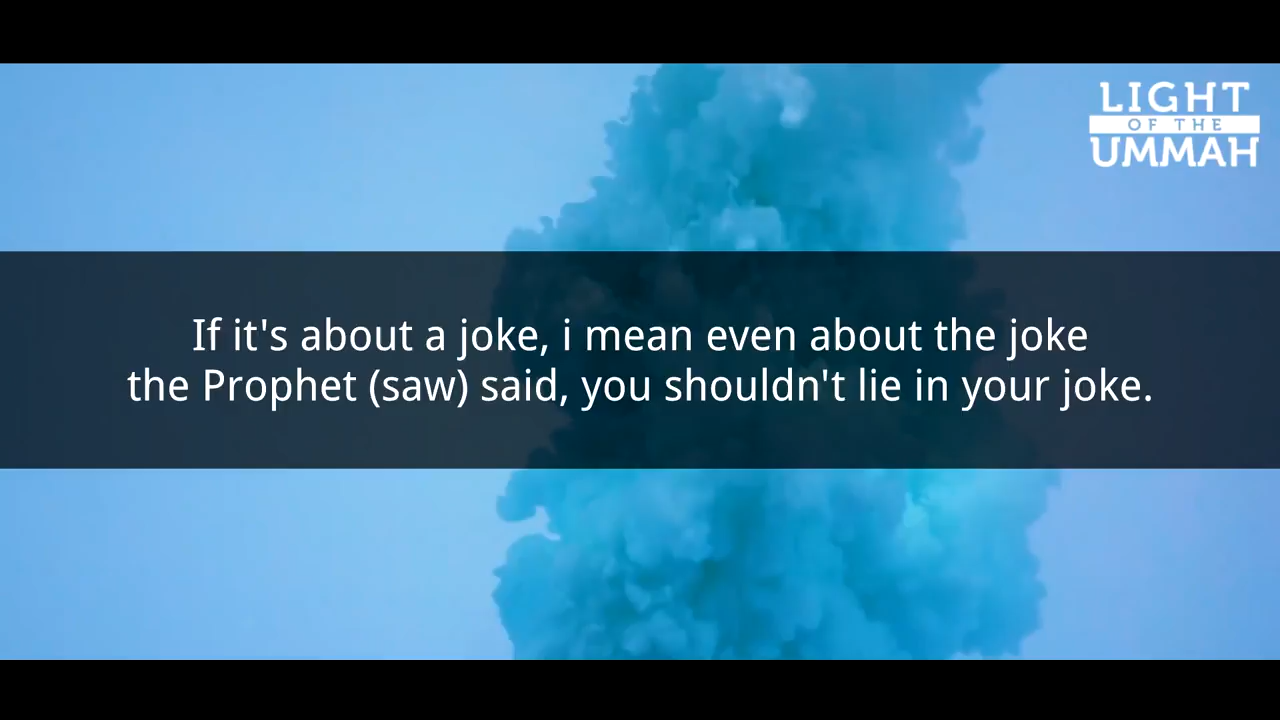 LIGHT
OF THE
UMMAH
If it's about a joke, i mean even about the joke
the Prophet (saw) said, you shouldn't lie in your joke.